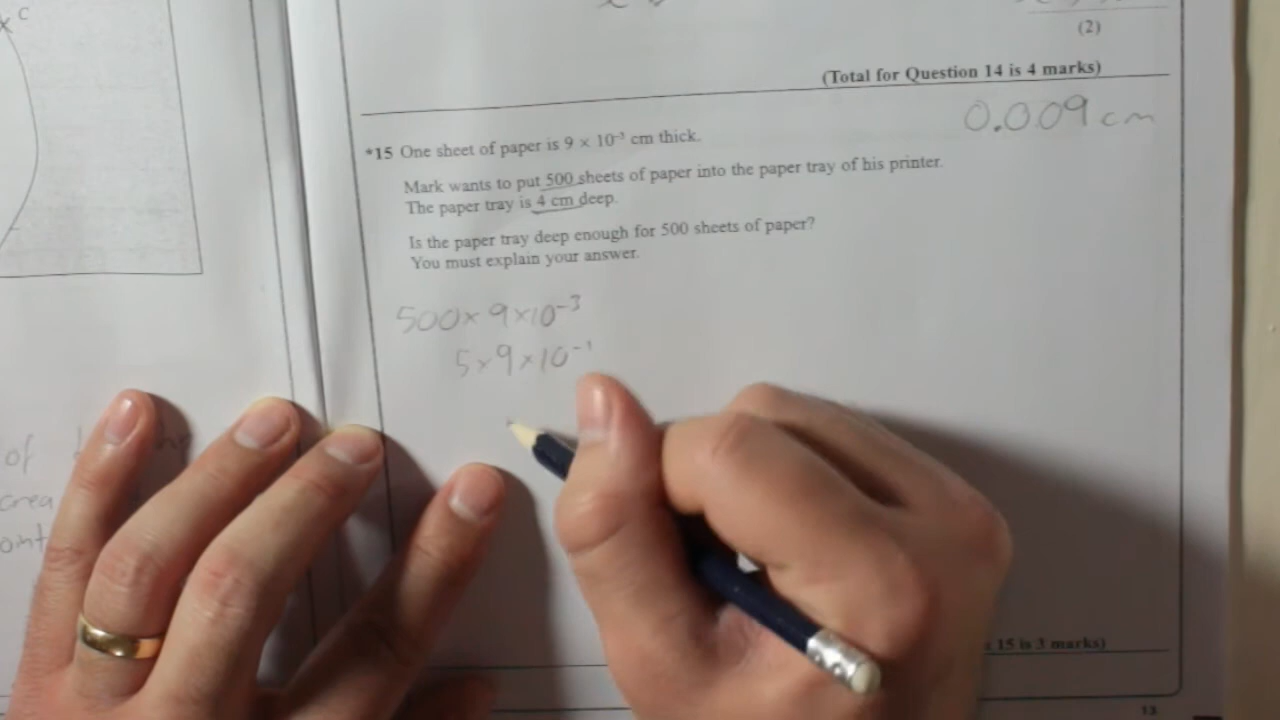 C
(2)
(Total for Question 14 is 4 marks)
0.009 cm
*15 One sheet of paper is 9 × 10⁻³ cm thick.
Mark wants to put 500 sheets of paper into the paper tray of his printer.
The paper tray is 4 cm deep.
Is the paper tray deep enough for 500 sheets of paper?
You must explain your answer.
500 × 9 × 10⁻³
5 × 9 × 10⁻¹
of
15 is 3 marks)
13